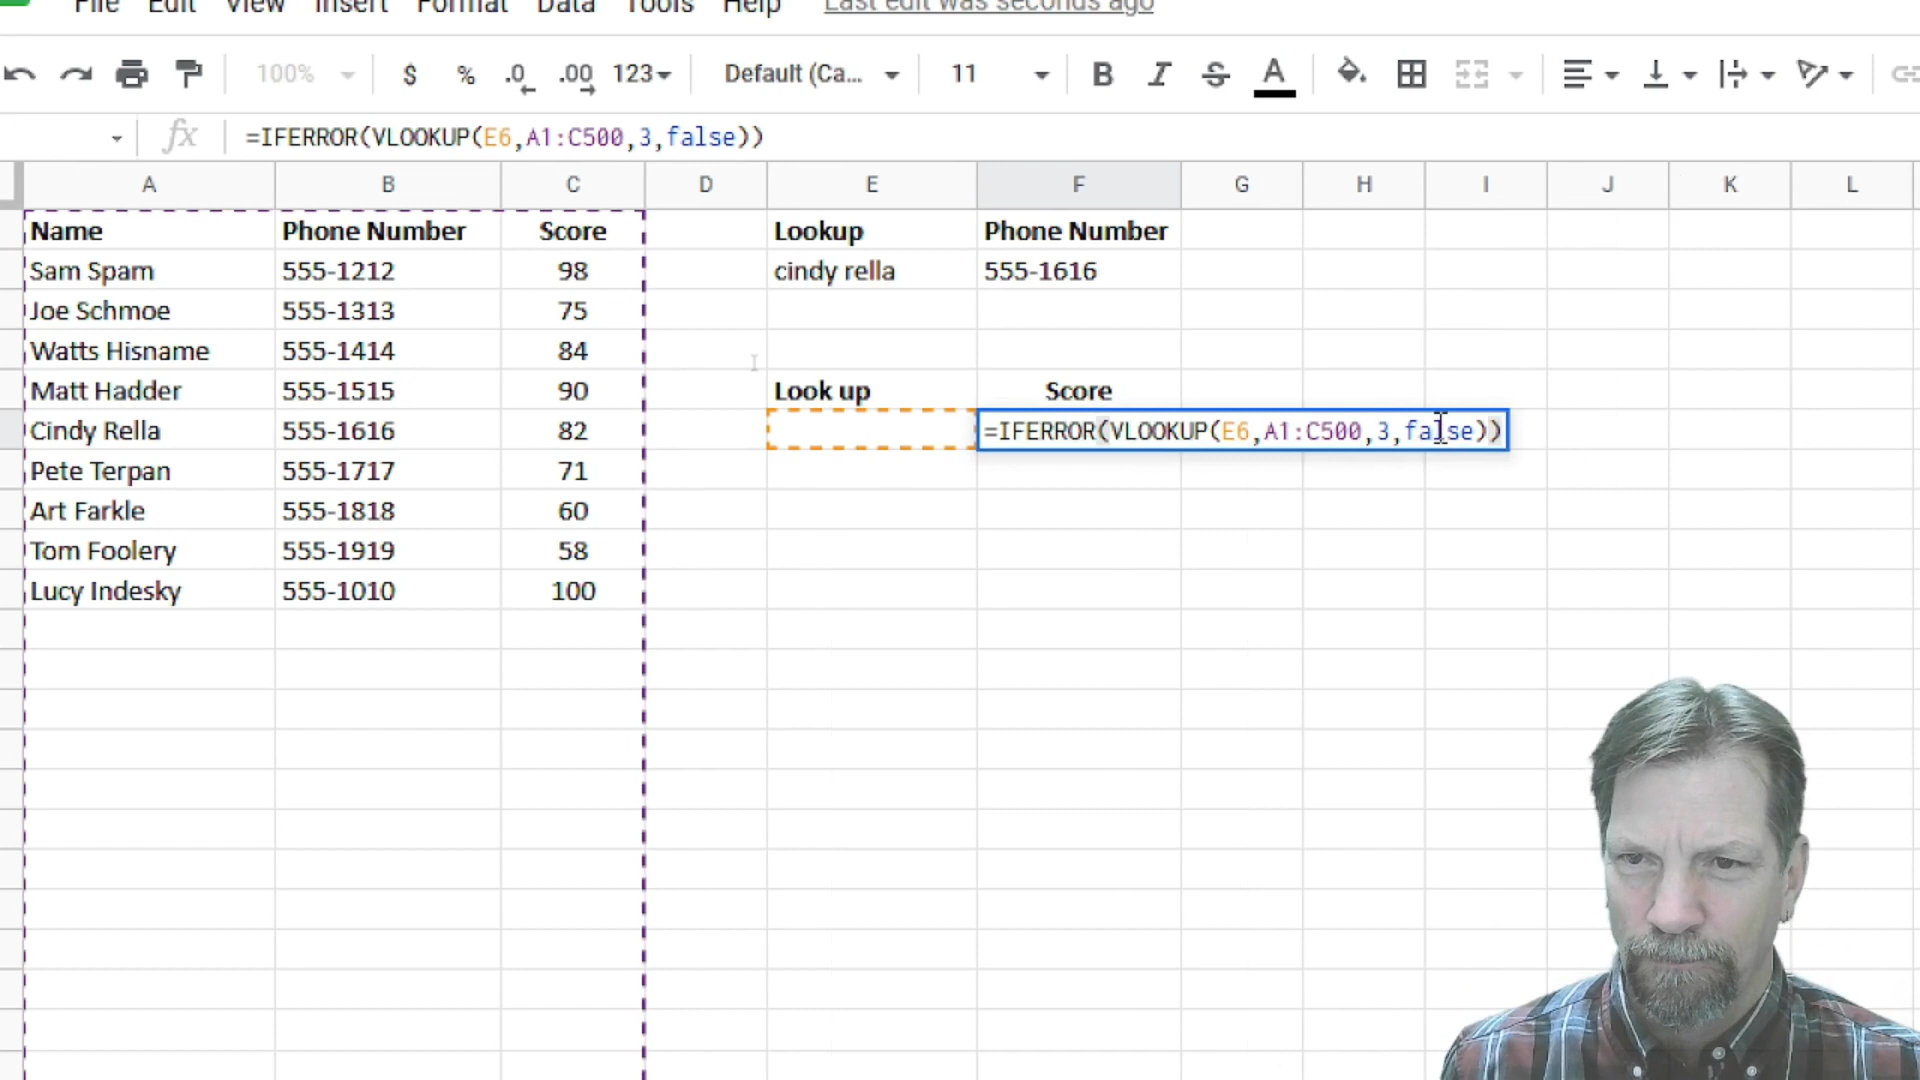 File Edit View Insert Format Data Tools Help Last edit was seconds ago
100% $ % .0 .00 123 Default (Ca... 11 B I S A
fx =IFERROR(VLOOKUP(E6,A1:C500,3,false))
A B C D E F G H I J K L
Name Phone Number Score Lookup Phone Number
Sam Spam 555-1212 98 cindy rella 555-1616
Joe Schmoe 555-1313 75
Watts Hisname 555-1414 84
Matt Hadder 555-1515 90 Look up Score
Cindy Rella 555-1616 82 =IFERROR(VLOOKUP(E6,A1:C500,3,false))
Pete Terpan 555-1717 71
Art Farkle 555-1818 60
Tom Foolery 555-1919 58
Lucy Indesky 555-1010 100